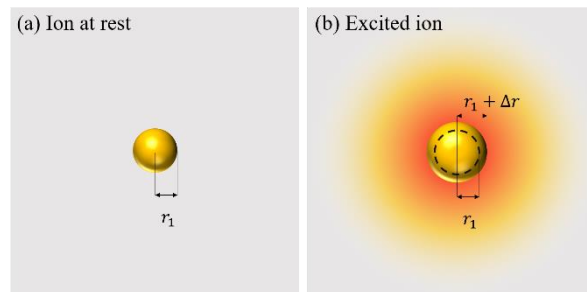 (a) Ion at rest
r₁
(b) Excited ion
r₁ + Δr
r₁